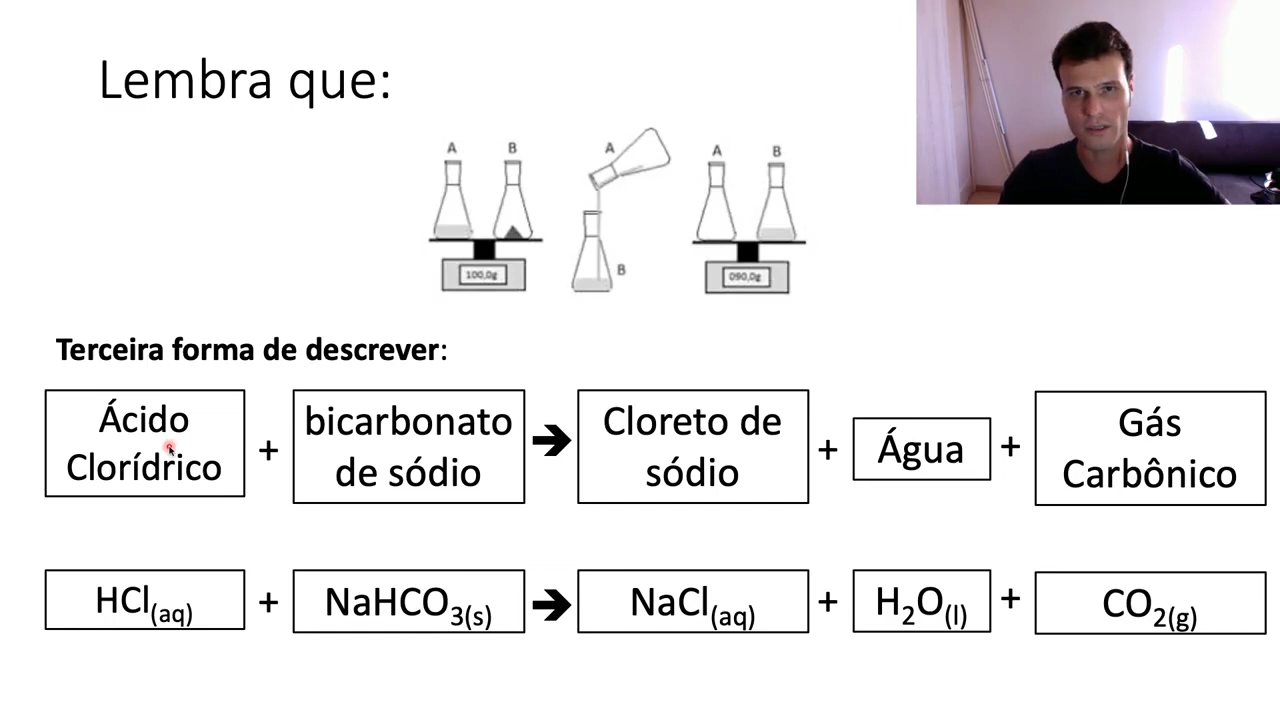 Lembra que:
A B A A B
B
100,0g
090,0g
Terceira forma de descrever:
Ácido
Clorídrico
+
bicarbonato
de sódio
➔
Cloreto de
sódio
+
Água
+
Gás
Carbônico
HCl(aq) + NaHCO₃(s) ➔ NaCl(aq) + H₂O(l) + CO₂(g)